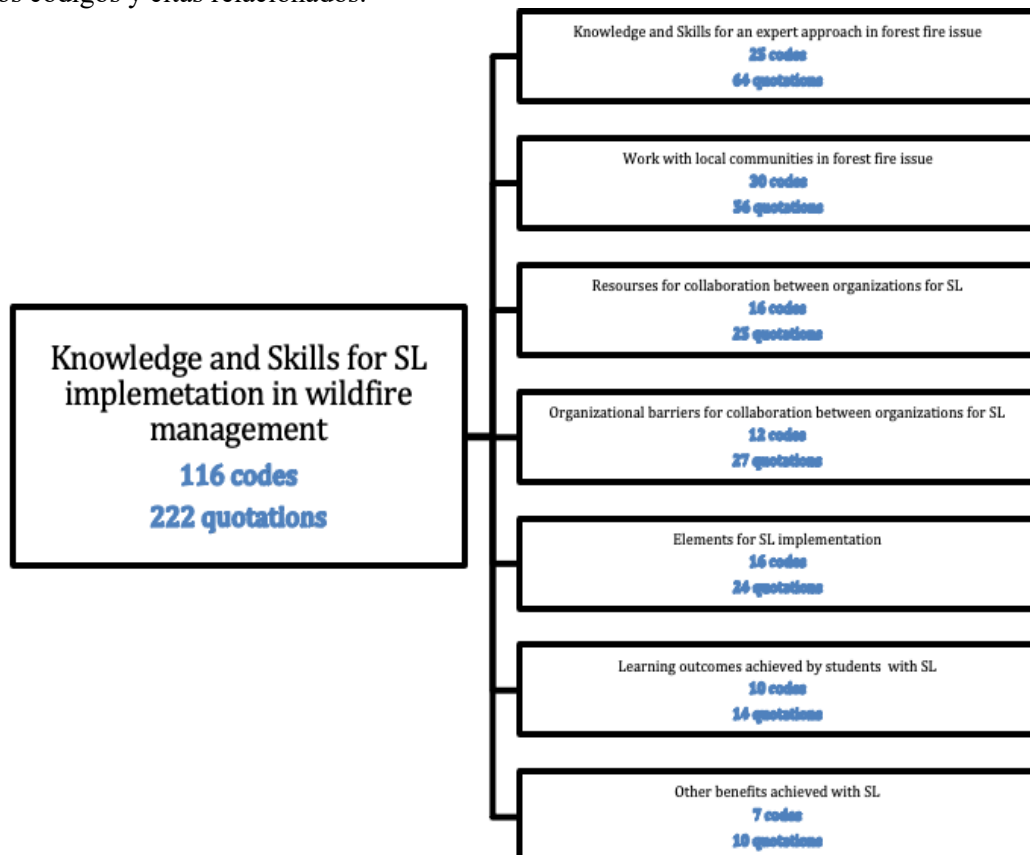 os códigos y citas relacionados.
Knowledge and Skills for SL
implemetation in wildfire
management
116 codes
222 quotations
Knowledge and Skills for an expert approach in forest fire issue
25 codes
64 quotations
Work with local communities in forest fire issue
30 codes
56 quotations
Resourses for collaboration between organizations for SL
16 codes
25 quotations
Organizational barriers for collaboration between organizations for SL
12 codes
27 quotations
Elements for SL implementation
16 codes
24 quotations
Learning outcomes achieved by students with SL
10 codes
14 quotations
Other benefits achieved with SL
7 codes
10 quotations